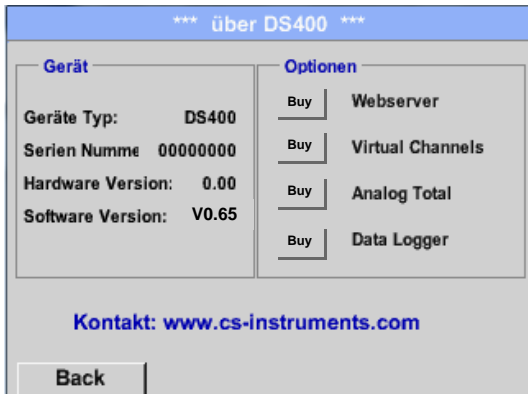 *** über DS400 ***
Gerät
Geräte Typ: DS400
Serien Numme 00000000
Hardware Version: 0.00
Software Version: V0.65
Optionen
Buy Webserver
Buy Virtual Channels
Buy Analog Total
Buy Data Logger
Kontakt: www.cs-instruments.com
Back